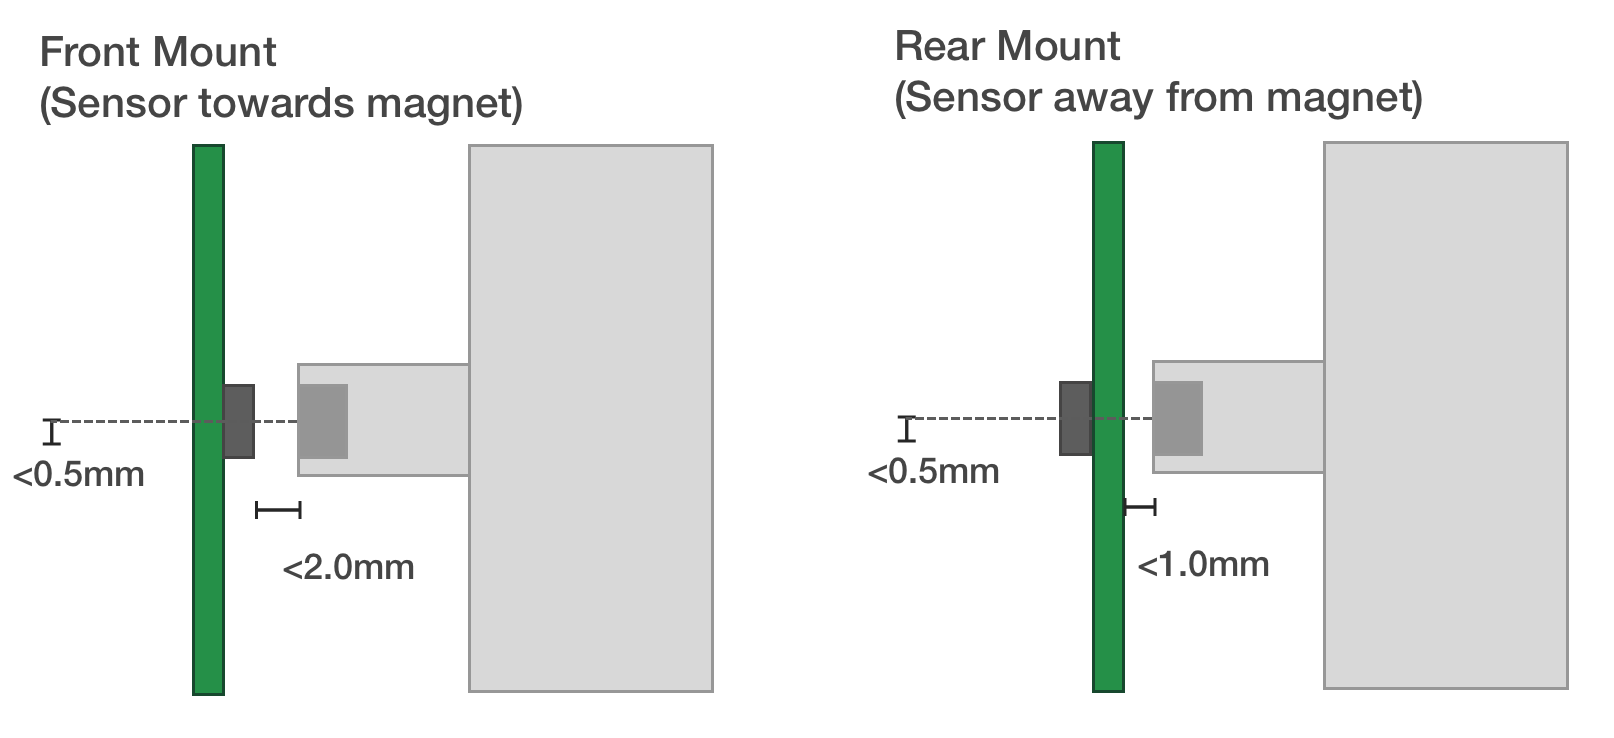 Front Mount
(Sensor towards magnet)
<0.5mm
<2.0mm
Rear Mount
(Sensor away from magnet)
<0.5mm
<1.0mm